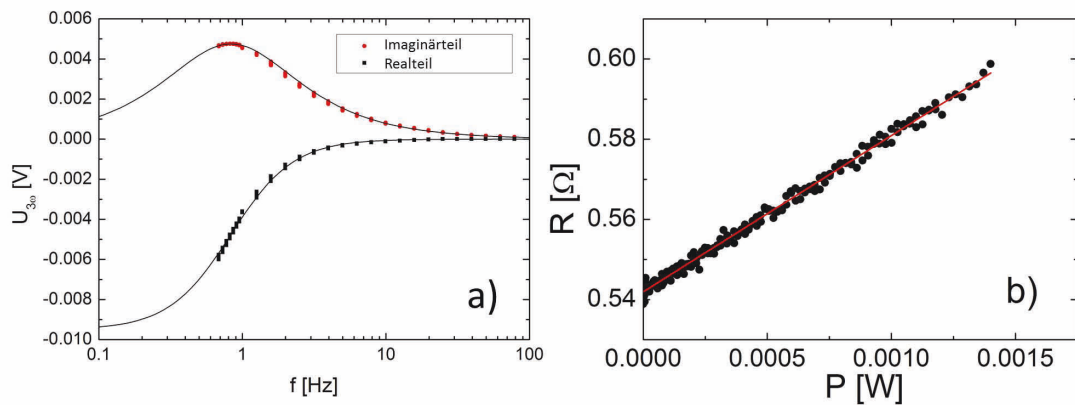 0.006
0.004
0.002
0.000
-0.002
-0.004
-0.006
-0.008
-0.010
U3ω [V]
Imaginärteil
Realteil
a)
0.1 1 10 100
f [Hz]
0.60
0.58
0.56
0.54
R [Ω]
b)
0.0000 0.0005 0.0010 0.0015
P [W]